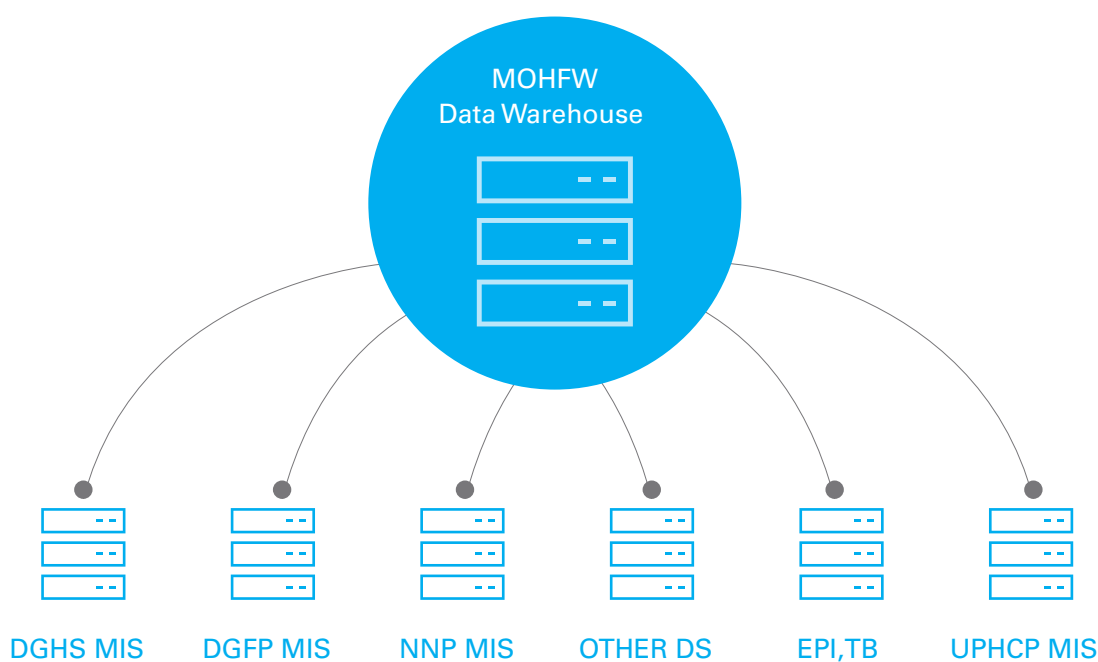 MOHFW
Data Warehouse
DGHS MIS
DGFP MIS
NNP MIS
OTHER DS
EPI,TB
UPHCP MIS